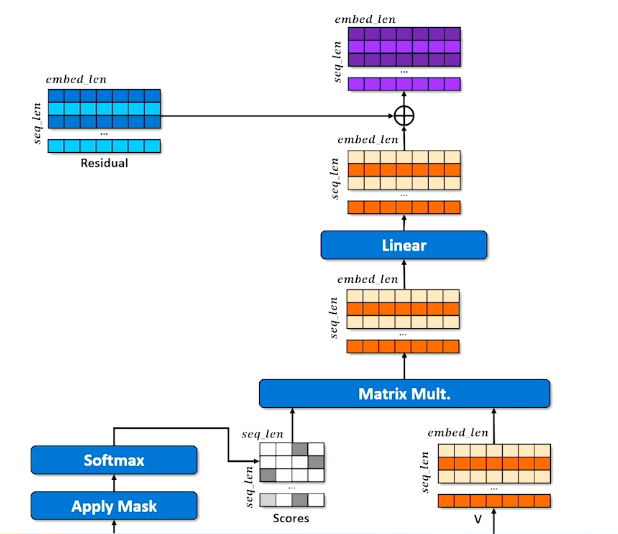 embed_len
seq_len
...
embed_len
seq_len
...
Residual
embed_len
seq_len
...
Linear
embed_len
seq_len
...
Matrix Mult.
seq_len
seq_len
...
Scores
embed_len
seq_len
...
V
Softmax
Apply Mask